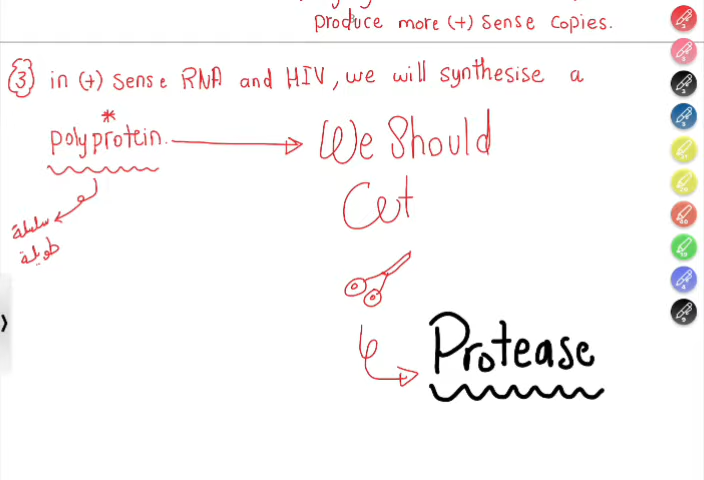 produce more (+) Sense copies.
③ in (+) Sense RNA and HIV, we will synthesise a
*
polyprotein. → We Should
Cut
سلسلة
طويلة
Protease